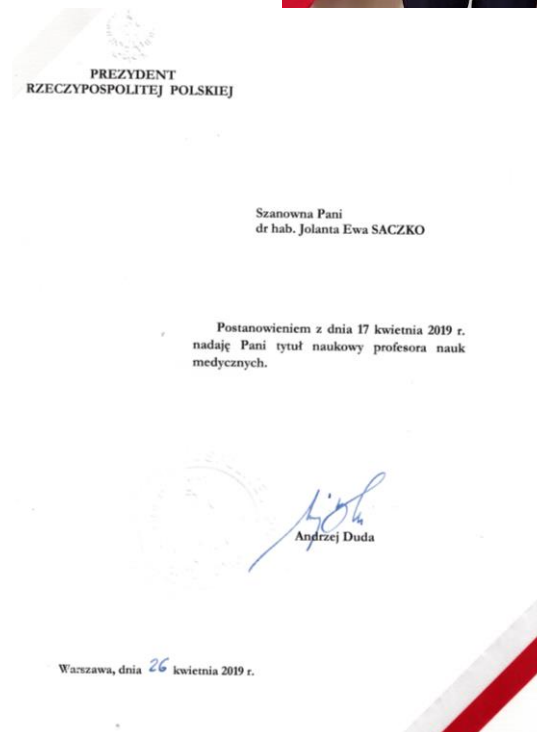 PREZYDENT
RZECZYPOSPOLITEJ POLSKIEJ
Szanowna Pani
dr hab. Jolanta Ewa SACZKO
Postanowieniem z dnia 17 kwietnia 2019 r.
nadaję Pani tytuł naukowy profesora nauk
medycznych.
Andrzej Duda
Warszawa, dnia 26 kwietnia 2019 r.